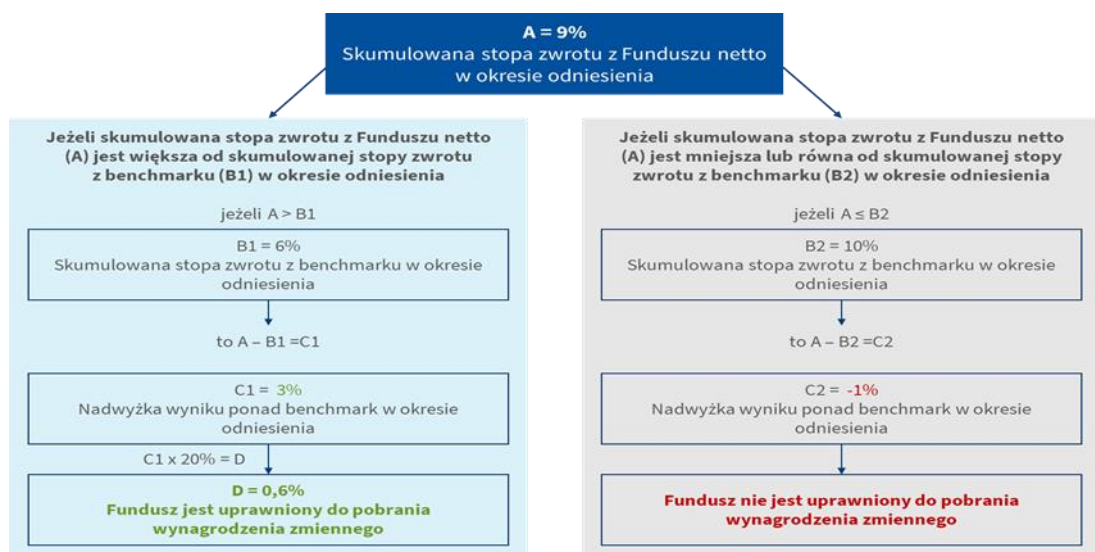 A = 9%
Skumulowana stopa zwrotu z Funduszu netto
w okresie odniesienia
Jeżeli skumulowana stopa zwrotu z Funduszu netto
(A) jest większa od skumulowanej stopy zwrotu
z benchmarku (B1) w okresie odniesienia
jeżeli A > B1
B1 = 6%
Skumulowana stopa zwrotu z benchmarku w okresie
odniesienia
to A – B1 =C1
C1 = 3%
Nadwyżka wyniku ponad benchmark w okresie
odniesienia
C1 x 20% = D
D = 0,6%
Fundusz jest uprawniony do pobrania
wynagrodzenia zmiennego
Jeżeli skumulowana stopa zwrotu z Funduszu netto
(A) jest mniejsza lub równa od skumulowanej stopy
zwrotu z benchmarku (B2) w okresie odniesienia
jeżeli A ≤ B2
B2 = 10%
Skumulowana stopa zwrotu z benchmarku w okresie
odniesienia
to A – B2 =C2
C2 = -1%
Nadwyżka wyniku ponad benchmark w okresie
odniesienia
Fundusz nie jest uprawniony do pobrania
wynagrodzenia zmiennego